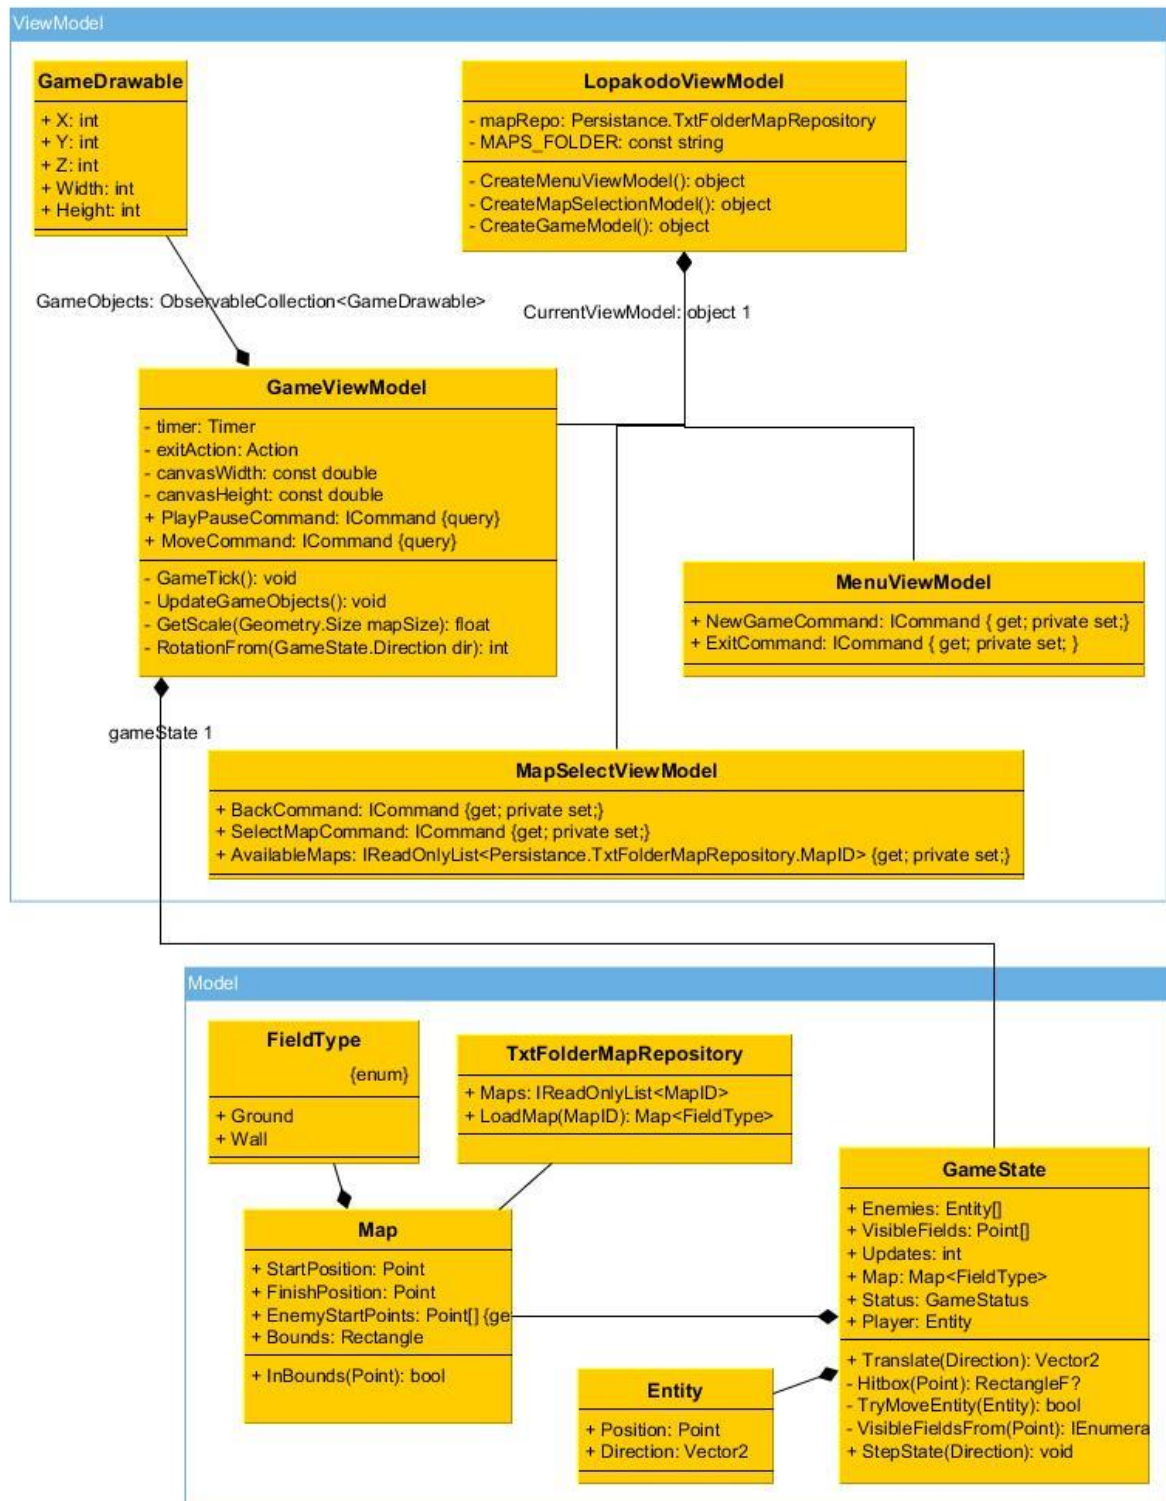 ViewModel
GameDrawable
+ X: int
+ Y: int
+ Z: int
+ Width: int
+ Height: int
LopakodoViewModel
- mapRepo: Persistance.TxtFolderMapRepository
- MAPS_FOLDER: const string
- CreateMenuViewModel(): object
- CreateMapSelectionModel(): object
- CreateGameModel(): object
GameObjects: ObservableCollection<GameDrawable>
CurrentViewModel: object 1
GameViewModel
- timer: Timer
- exitAction: Action
- canvasWidth: const double
- canvasHeight: const double
+ PlayPauseCommand: ICommand {query}
+ MoveCommand: ICommand {query}
- GameTick(): void
- UpdateGameObjects(): void
- GetScale(Geometry.Size mapSize): float
- RotationFrom(GameState.Direction dir): int
MenuViewModel
+ NewGameCommand: ICommand { get; private set;}
+ ExitCommand: ICommand { get; private set; }
gameState 1
MapSelectViewModel
+ BackCommand: ICommand {get; private set;}
+ SelectMapCommand: ICommand {get; private set;}
+ AvailableMaps: IReadOnlyList<Persistance.TxtFolderMapRepository.MapID> {get; private set;}
Model
FieldType
{enum}
+ Ground
+ Wall
TxtFolderMapRepository
+ Maps: IReadOnlyList<MapID>
+ LoadMap(MapID): Map<FieldType>
Map
+ StartPosition: Point
+ FinishPosition: Point
+ EnemyStartPoints: Point[] {ge
+ Bounds: Rectangle
+ InBounds(Point): bool
GameState
+ Enemies: Entity[]
+ VisibleFields: Point[]
+ Updates: int
+ Map: Map<FieldType>
+ Status: GameStatus
+ Player: Entity
+ Translate(Direction): Vector2
- Hitbox(Point): RectangleF?
- TryMoveEntity(Entity): bool
- VisibleFieldsFrom(Point): IEnumera
+ StepState(Direction): void
Entity
+ Position: Point
+ Direction: Vector2